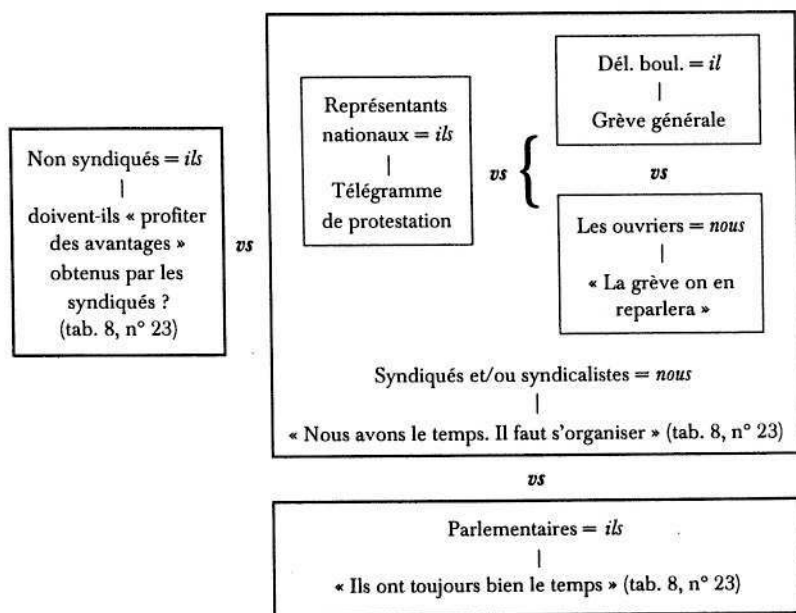 Non syndiqués = ils
|
doivent-ils « profiter
des avantages »
obtenus par les
syndiqués ?
(tab. 8, n° 23)
vs
Représentants
nationaux = ils
|
Télégramme
de protestation
vs {
Dél. boul. = il
|
Grève générale
vs
Les ouvriers = nous
|
« La grève on en
reparlera »
Syndiqués et/ou syndicalistes = nous
|
« Nous avons le temps. Il faut s'organiser » (tab. 8, n° 23)
vs
Parlementaires = ils
|
« Ils ont toujours bien le temps » (tab. 8, n° 23)